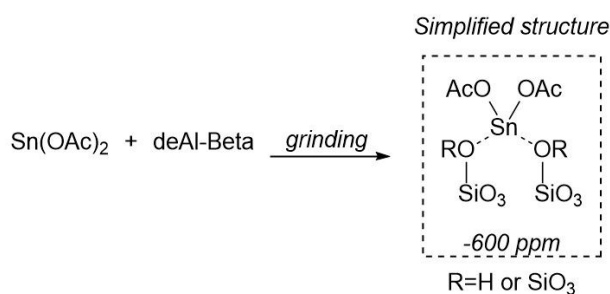 Simplified structure
Sn(OAc)₂ + deAl-Beta grinding
AcO OAc
Sn
RO OR
SiO₃ SiO₃
-600 ppm
R=H or SiO₃